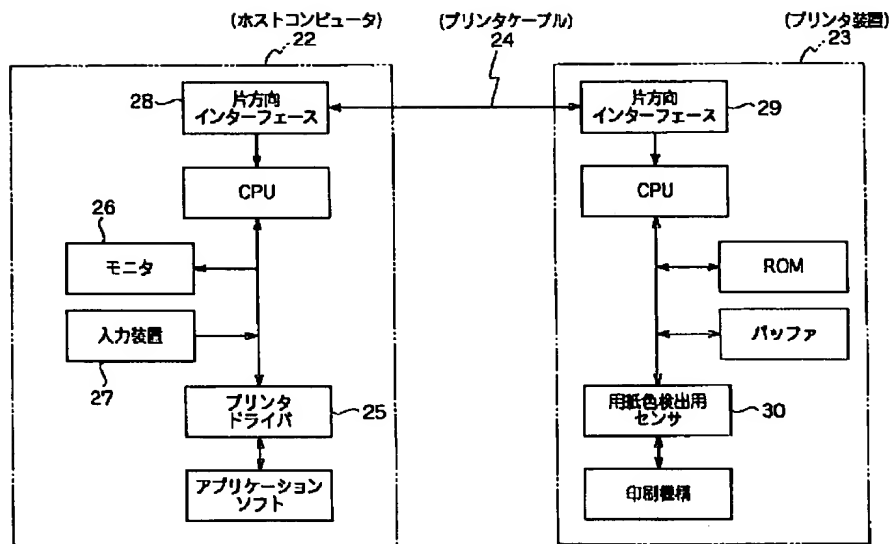 (ホストコンピュータ)
22
(プリンタケーブル)
24
(プリンタ装置)
23
28
片方向
インターフェース
片方向
インターフェース
29
CPU
CPU
26
モニタ
ROM
入力装置
バッファ
27
プリンタ
ドライバ
25
用紙色検出用
センサ
30
アプリケーション
ソフト
印刷機構